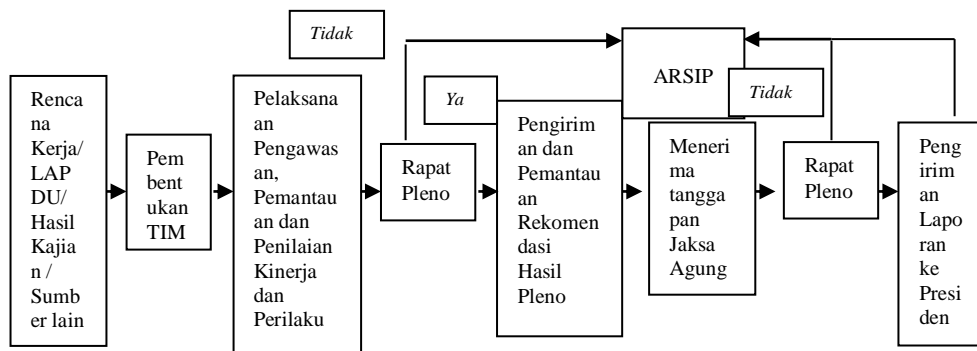 Tidak
ARSIP
Renca
na
Kerja/
LAP
DU/
Hasil
Kajia
n /
Sumb
er lain
Pem
bent
ukan
TIM
Pelaksana
an
Pengawas
an,
Pemantau
an dan
Penilaian
Kinerja
dan
Perilaku
Rapat
Pleno
Ya
Pengirim
an dan
Pemantau
an
Rekomen
dasi
Hasil
Pleno
Meneri
ma
tangga
pan
Jaksa
Agung
Tidak
Rapat
Pleno
Peng
irim
an
Lapo
ran
ke
Presi
den